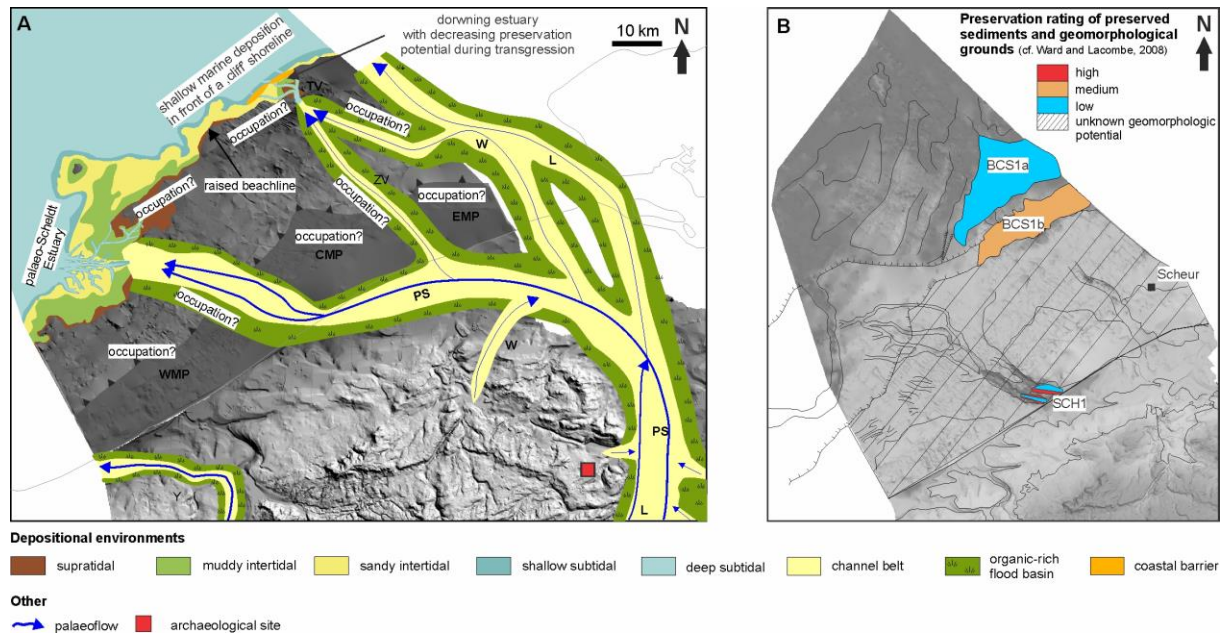 A
dorwning estuary
with decreasing preservation
potential during transgression
10 km
N
shallow marine deposition
in front of a ‚cliff' shoreline
TV
occupation?
occupation?
W
L
raised beachline
occupation?
ZV
occupation?
occupation?
EMP
palaeo-Scheldt
Estuary
occupation?
CMP
occupation?
PS
occupation?
WMP
W
PS
Y
L
B
Preservation rating of preserved
sediments and geomorphological
grounds (cf. Ward and Lacombe, 2008)
N
high
medium
low
unknown geomorphologic
potential
BCS1a
BCS1b
Scheur
SCH1
Depositional environments
supratidal
muddy intertidal
sandy intertidal
shallow subtidal
deep subtidal
channel belt
organic-rich
flood basin
coastal barrier
Other
palaeoflow
archaeological site